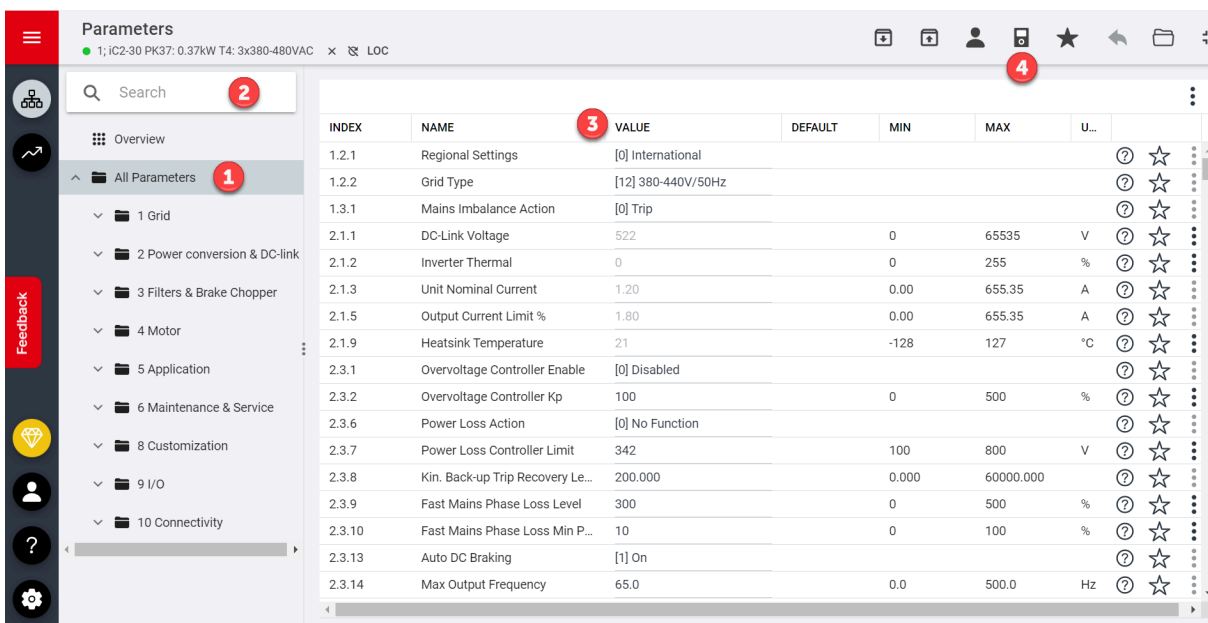 Parameters
1; iC2-30 PK37: 0.37kW T4: 3x380-480VAC LOC
4
Search 2
Overview
All Parameters 1
1 Grid
2 Power conversion & DC-link
3 Filters & Brake Chopper
4 Motor
5 Application
6 Maintenance & Service
8 Customization
9 I/O
10 Connectivity
Feedback
3
INDEX NAME VALUE DEFAULT MIN MAX U...
1.2.1 Regional Settings [0] International
1.2.2 Grid Type [12] 380-440V/50Hz
1.3.1 Mains Imbalance Action [0] Trip
2.1.1 DC-Link Voltage 522 0 65535 V
2.1.2 Inverter Thermal 0 0 255 %
2.1.3 Unit Nominal Current 1.20 0.00 655.35 A
2.1.5 Output Current Limit % 1.80 0.00 655.35 A
2.1.9 Heatsink Temperature 21 -128 127 °C
2.3.1 Overvoltage Controller Enable [0] Disabled
2.3.2 Overvoltage Controller Kp 100 0 500 %
2.3.6 Power Loss Action [0] No Function
2.3.7 Power Loss Controller Limit 342 100 800 V
2.3.8 Kin. Back-up Trip Recovery Le... 200.000 0.000 60000.000
2.3.9 Fast Mains Phase Loss Level 300 0 500 %
2.3.10 Fast Mains Phase Loss Min P... 10 0 100 %
2.3.13 Auto DC Braking [1] On
2.3.14 Max Output Frequency 65.0 0.0 500.0 Hz